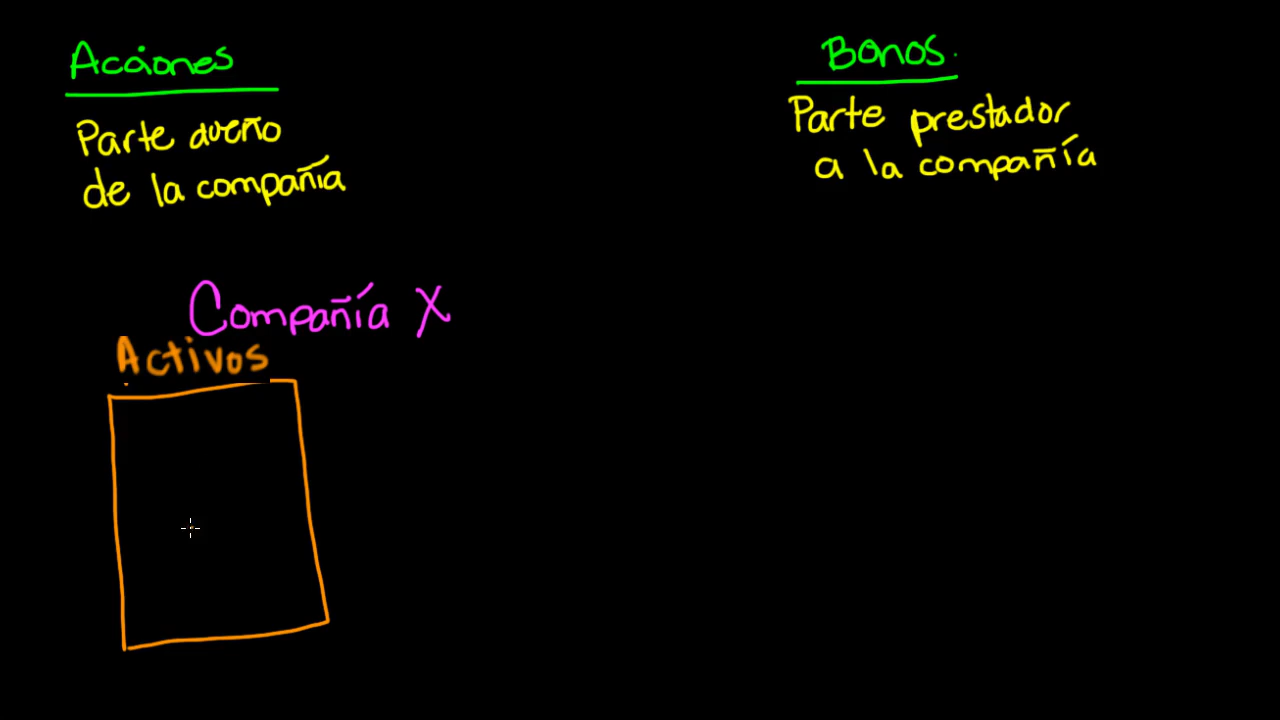 Acciones
Parte dueño
de la compañía
Bonos.
Parte prestador
a la compañía
Compañía X
Activos